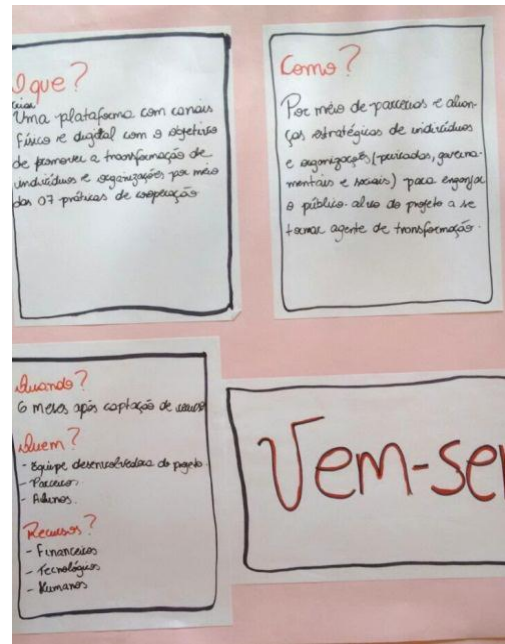 O que?
criar
Uma plataforma com canais
físico e digital com o objetivo
de promover a transformação de
indivíduos e organizações por meio
das 07 práticas de cooperação
Como?
Por meio de parcerias e alian-
ças estratégicas de indivíduos
e organizações (privadas, governa-
mentais e sociais) para engajar
o público-alvo do projeto a se
tornar agente de transformação.
Quando?
6 meses após captação de
Quem?
- Equipe desenvolvedora do projeto.
- Parceiros
- Alunos.
Recursos?
- Financeiros
- Tecnológicos
- Humanos
Vem-se